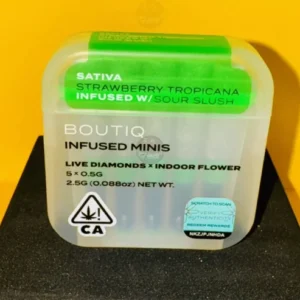 SATIVA
STRAWBERRY TROPICANA
INFUSED W/ SOUR SLUSH
BOUTIQ
INFUSED MINIS
LIVE DIAMONDS × INDOOR FLOWER
5 × 0.5G
2.5G (0.088oz) NET WT.
CA